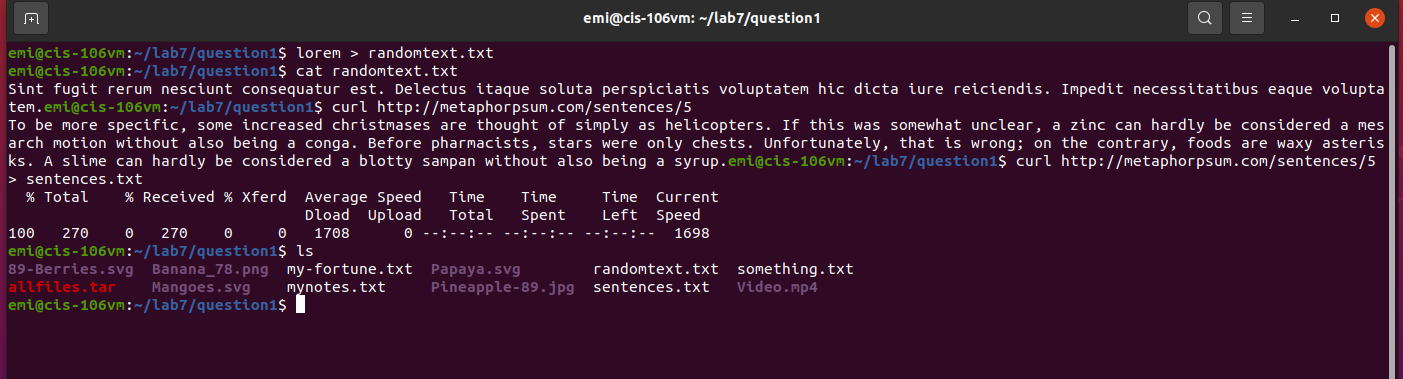 emi@cis-106vm: ~/lab7/question1
emi@cis-106vm:~/lab7/question1$ lorem > randomtext.txt
emi@cis-106vm:~/lab7/question1$ cat randomtext.txt
Sint fugit rerum nesciunt consequatur est. Delectus itaque soluta perspiciatis voluptatem hic dicta iure reiciendis. Impedit necessitatibus eaque volupta
tem.emi@cis-106vm:~/lab7/question1$ curl http://metaphorpsum.com/sentences/5
To be more specific, some increased christmases are thought of simply as helicopters. If this was somewhat unclear, a zinc can hardly be considered a mes
arch motion without also being a conga. Before pharmacists, stars were only chests. Unfortunately, that is wrong; on the contrary, foods are waxy asteris
ks. A slime can hardly be considered a blotty sampan without also being a syrup.emi@cis-106vm:~/lab7/question1$ curl http://metaphorpsum.com/sentences/5
> sentences.txt
  % Total    % Received % Xferd  Average Speed   Time    Time     Time  Current
                                 Dload  Upload   Total   Spent    Left  Speed
100   270    0   270    0     0   1708      0 --:--:-- --:--:-- --:--:--  1698
emi@cis-106vm:~/lab7/question1$ ls
89-Berries.svg  Banana_78.png  my-fortune.txt  Papaya.svg        randomtext.txt  something.txt
allfiles.tar    Mangoes.svg    mynotes.txt     Pineapple-89.jpg  sentences.txt   Video.mp4
emi@cis-106vm:~/lab7/question1$